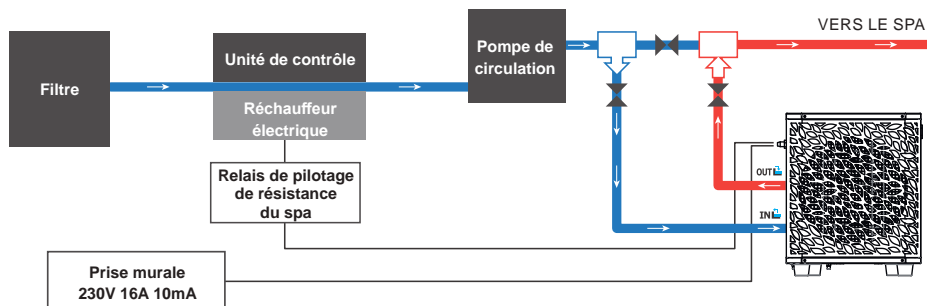 Filtre
Unité de contrôle
Réchauffeur
électrique
Pompe de
circulation
VERS LE SPA
Relais de pilotage
de résistance
du spa
OUT
IN
Prise murale
230V 16A 10mA